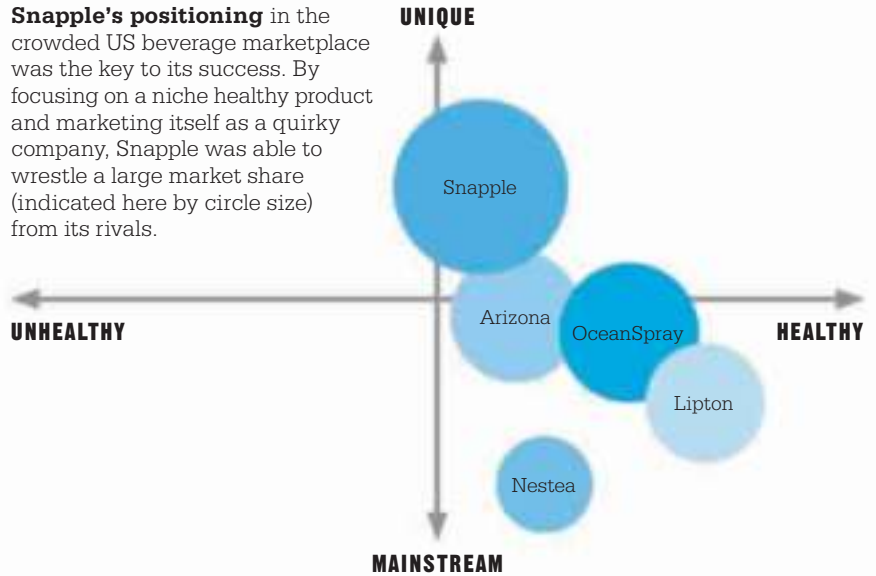 Snapple’s positioning in the
crowded US beverage marketplace
was the key to its success. By
focusing on a niche healthy product
and marketing itself as a quirky
company, Snapple was able to
wrestle a large market share
(indicated here by circle size)
from its rivals.
UNIQUE
Snapple
Arizona
OceanSpray
UNHEALTHY
HEALTHY
Lipton
Nestea
MAINSTREAM